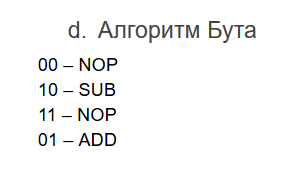 d. Алгоритм Бута
00 – NOP
10 – SUB
11 – NOP
01 – ADD